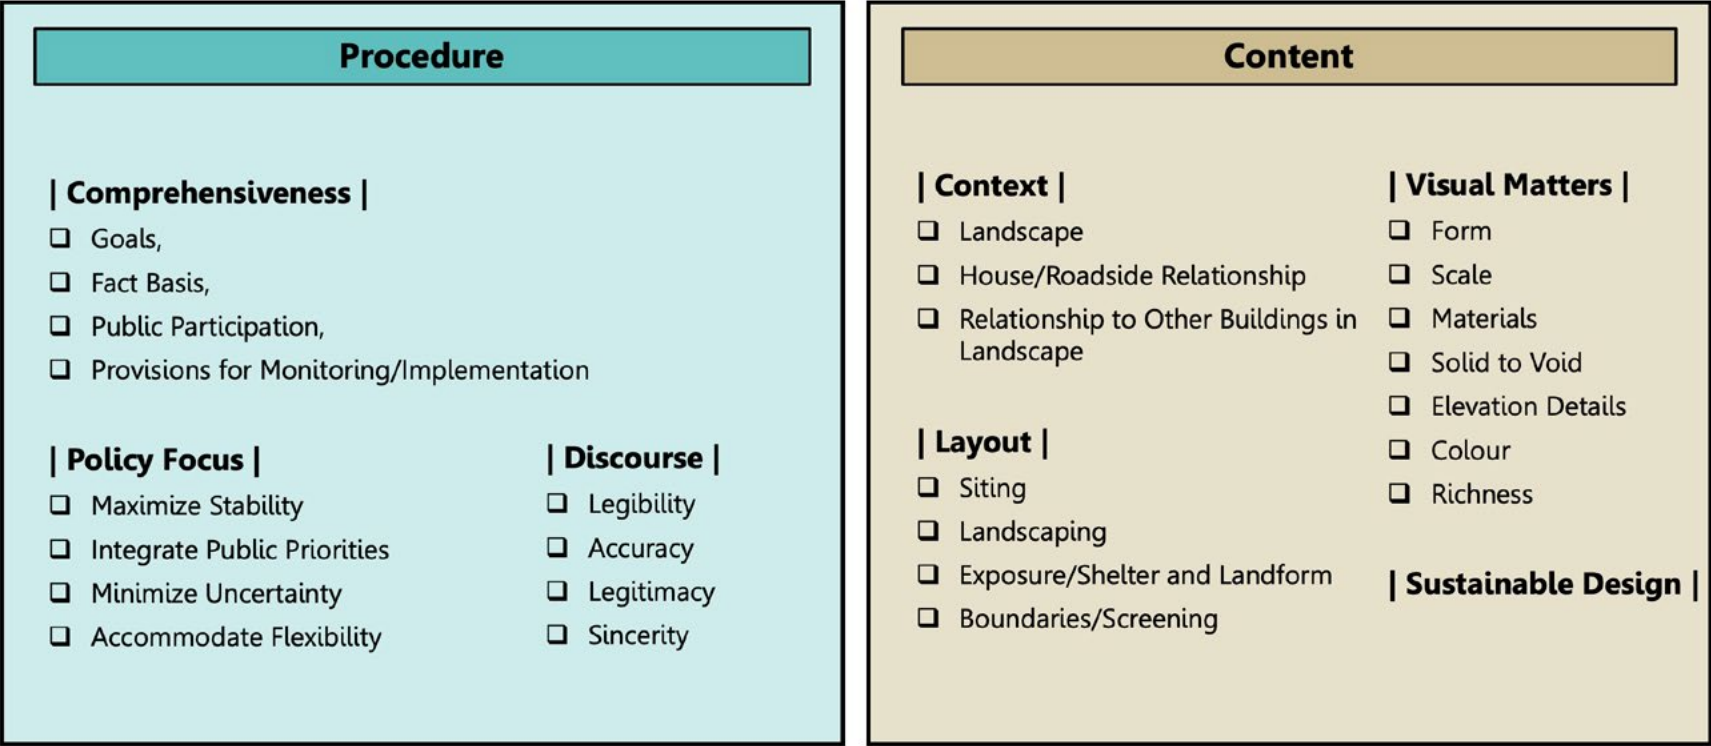 Procedure
| Comprehensiveness |
Goals,
Fact Basis,
Public Participation,
Provisions for Monitoring/Implementation
| Policy Focus |
Maximize Stability
Integrate Public Priorities
Minimize Uncertainty
Accommodate Flexibility
| Discourse |
Legibility
Accuracy
Legitimacy
Sincerity
Content
| Context |
Landscape
House/Roadside Relationship
Relationship to Other Buildings in
Landscape
| Layout |
Siting
Landscaping
Exposure/Shelter and Landform
Boundaries/Screening
| Visual Matters |
Form
Scale
Materials
Solid to Void
Elevation Details
Colour
Richness
| Sustainable Design |